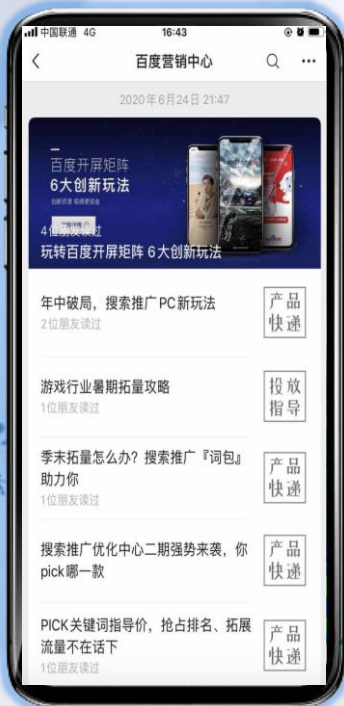 中国联通 4G 16:43
百度营销中心
2020年6月24日 21:47
百度开屏矩阵
6大创新玩法
4位朋友读过
玩转百度开屏矩阵 6大创新玩法
年中破局，搜索推广PC新玩法
2位朋友读过
产品
快递
游戏行业暑期拓量攻略
1位朋友读过
投放
指导
季末拓量怎么办？搜索推广『词包』
助力你
1位朋友读过
产品
快递
搜索推广优化中心二期强势来袭，你
pick哪一款
产品
快递
PICK关键词指导价，抢占排名、拓展
流量不在话下
1位朋友读过
产品
快递